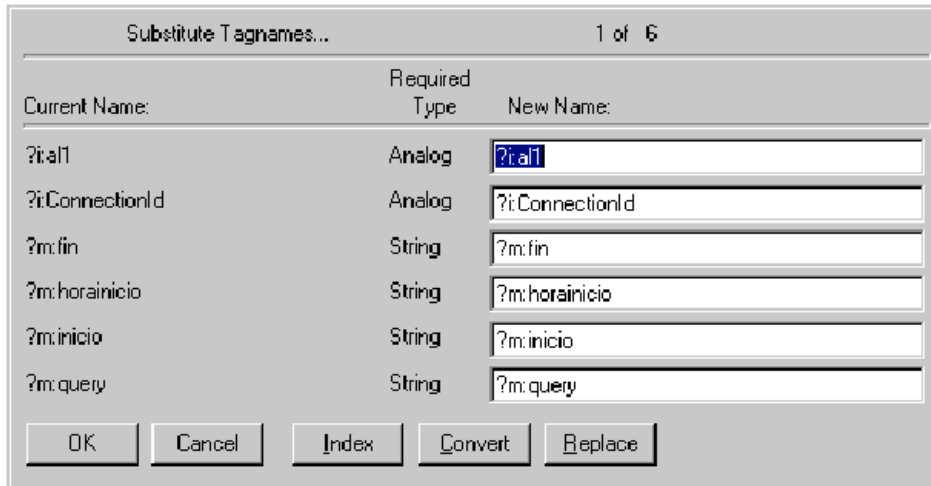 Substitute Tagnames... 1 of 6
Required
Current Name: Type New Name:
?i:al1 Analog ?i:al1
?i:ConnectionId Analog ?i:ConnectionId
?m:fin String ?m:fin
?m:horainicio String ?m:horainicio
?m:inicio String ?m:inicio
?m:query String ?m:query
OK Cancel Index Convert Replace